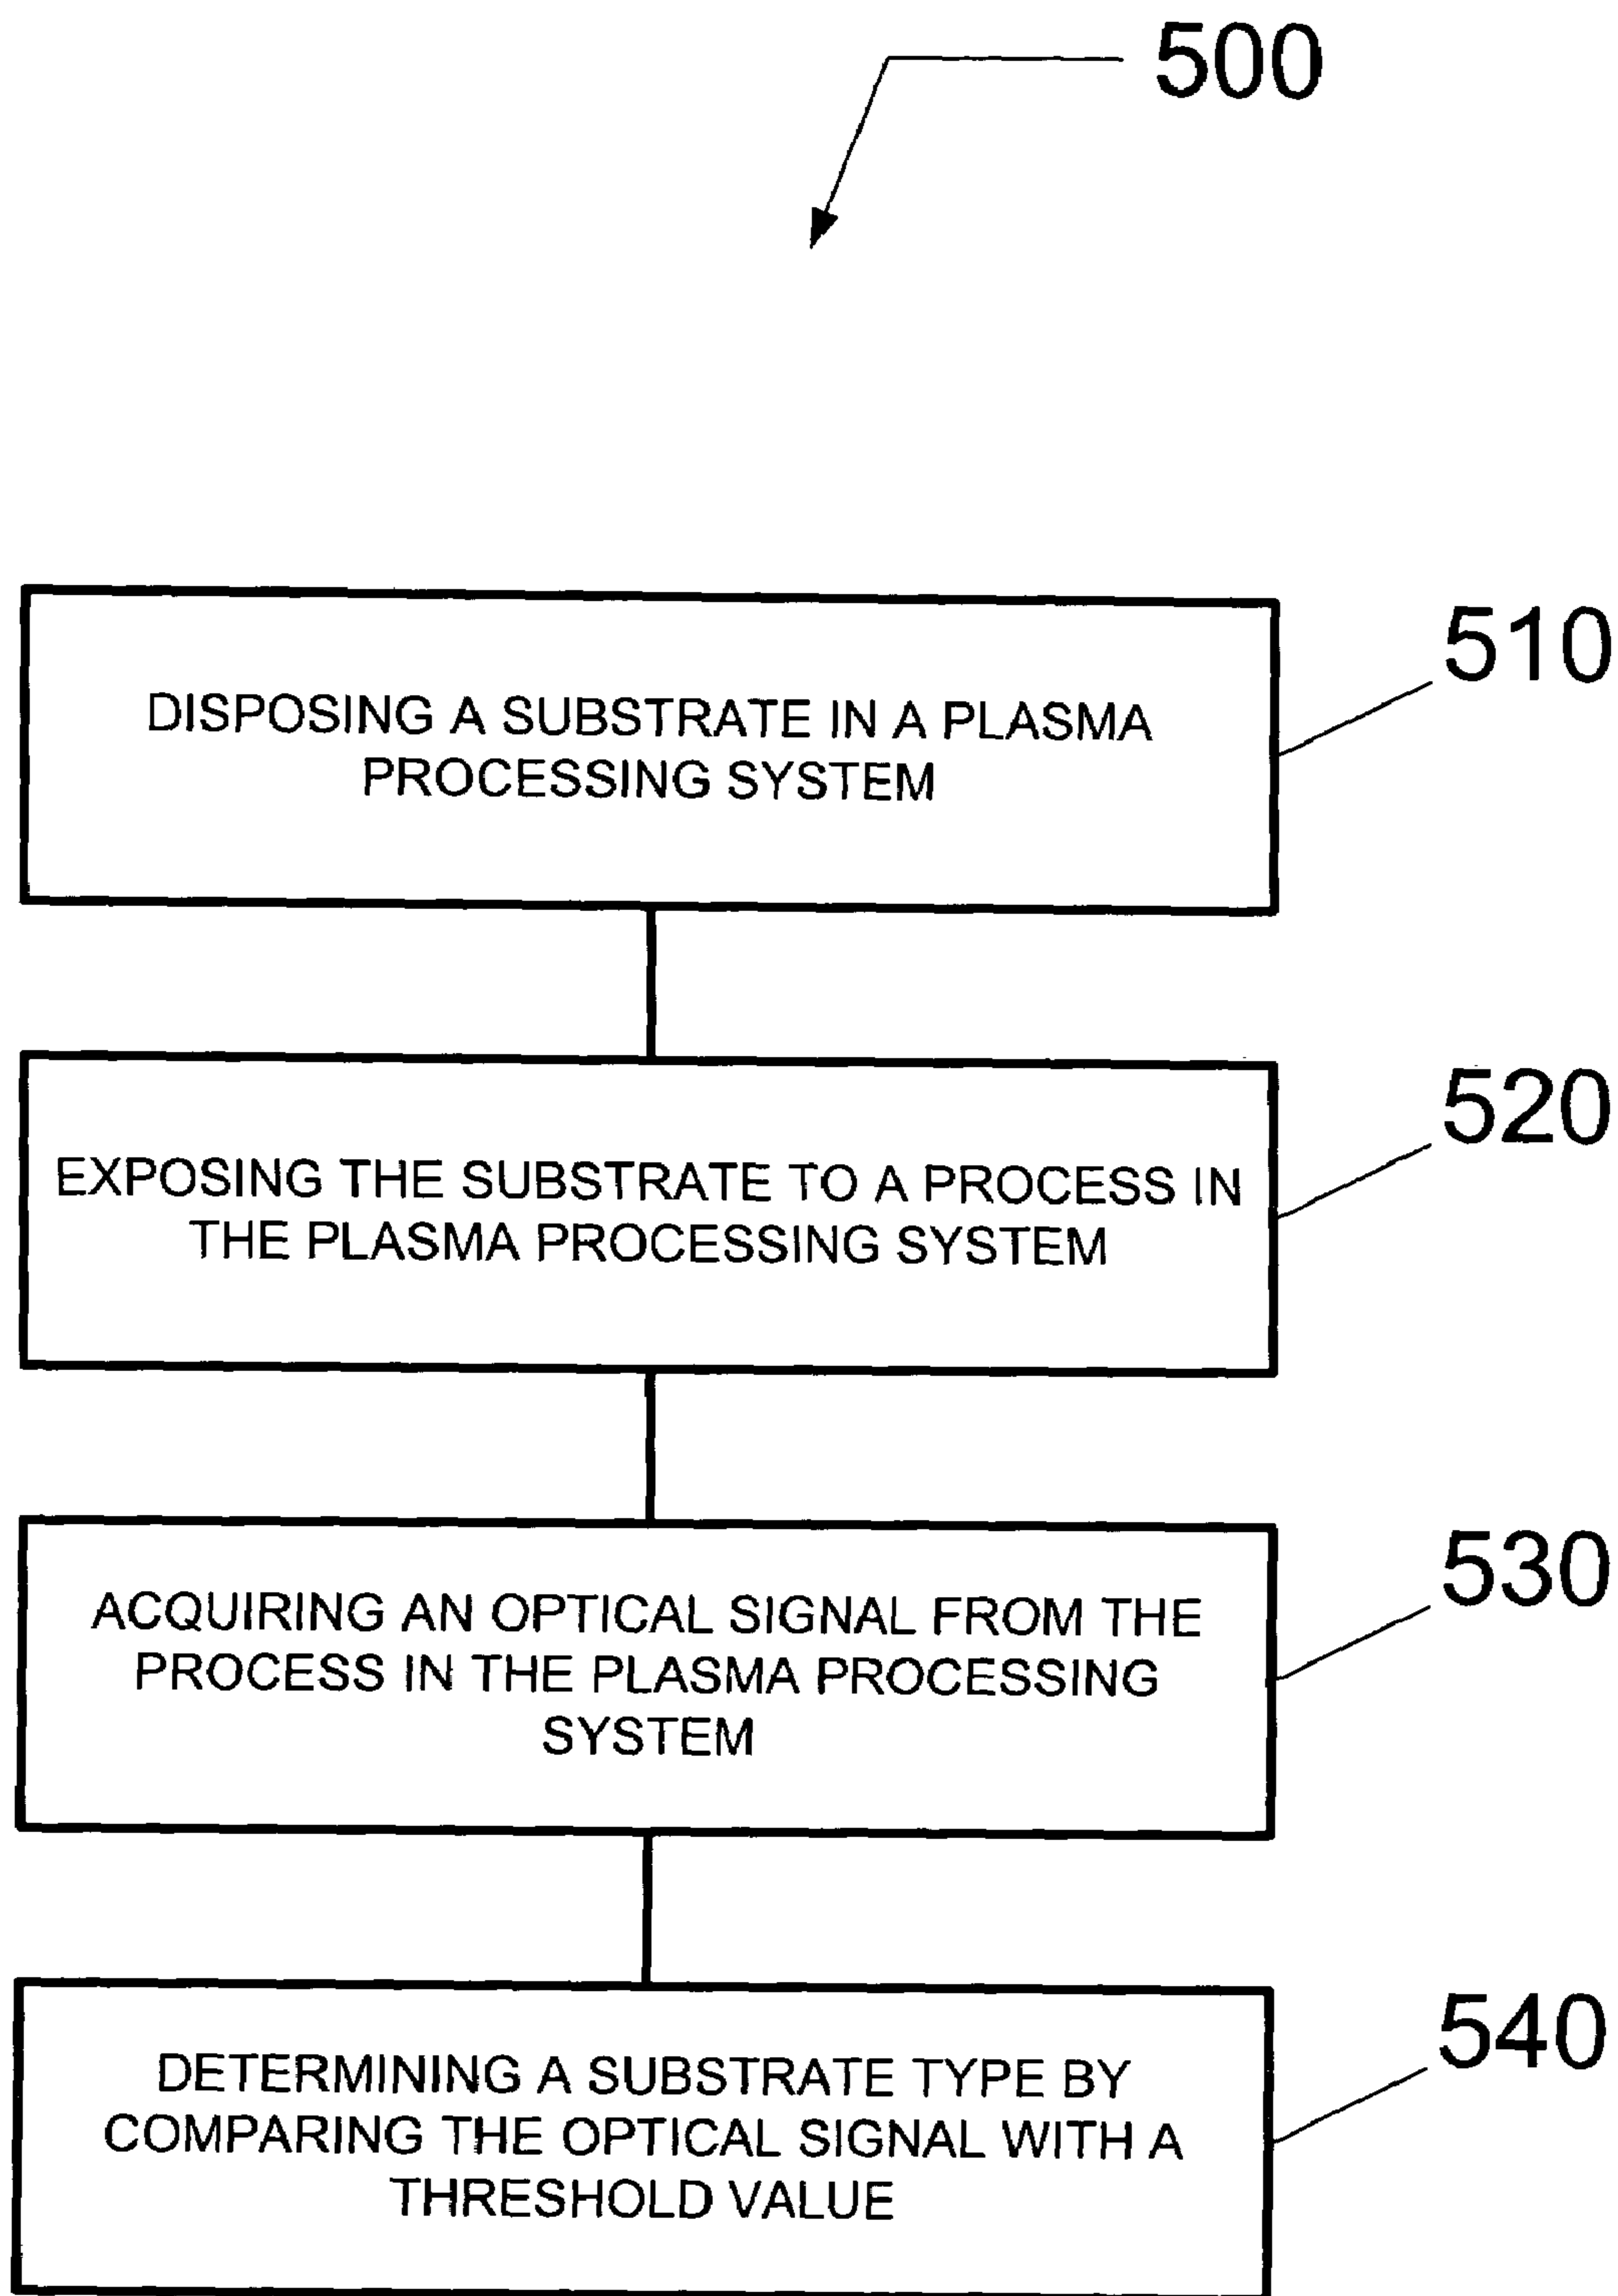 500
DISPOSING A SUBSTRATE IN A PLASMA
PROCESSING SYSTEM
510
EXPOSING THE SUBSTRATE TO A PROCESS IN
THE PLASMA PROCESSING SYSTEM
520
ACQUIRING AN OPTICAL SIGNAL FROM THE
PROCESS IN THE PLASMA PROCESSING
SYSTEM
530
DETERMINING A SUBSTRATE TYPE BY
COMPARING THE OPTICAL SIGNAL WITH A
THRESHOLD VALUE
540